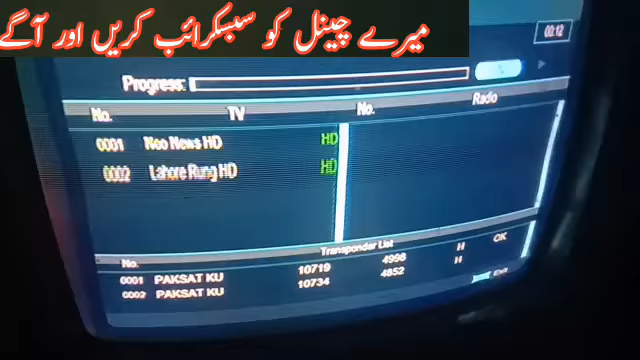 میرے چینل کو سبسکرائب کریں اور آگے
00:12
Progress:
No. TV No. Radio
0001 Neo News HD HD
0002 Lahore Rung HD HD
Transponder List
No.
0001 PAKSAT KU 10719 4998 H OK
0002 PAKSAT KU 10734 4852 H
Exit